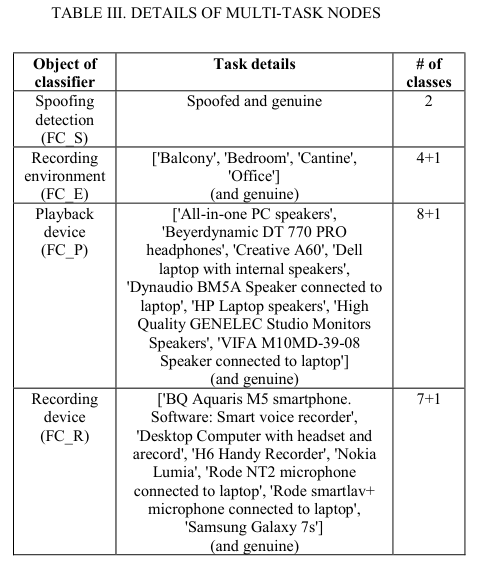 TABLE III. DETAILS OF MULTI-TASK NODES
Object of classifier Task details # of classes
Spoofing detection (FC_S) Spoofed and genuine 2
Recording environment (FC_E) ['Balcony', 'Bedroom', 'Cantine',
'Office']
(and genuine) 4+1
Playback device (FC_P) ['All-in-one PC speakers',
'Beyerdynamic DT 770 PRO
headphones', 'Creative A60', 'Dell
laptop with internal speakers',
'Dynaudio BM5A Speaker connected to
laptop', 'HP Laptop speakers', 'High
Quality GENELEC Studio Monitors
Speakers', 'VIFA M10MD-39-08
Speaker connected to laptop']
(and genuine) 8+1
Recording device (FC_R) ['BQ Aquaris M5 smartphone.
Software: Smart voice recorder',
'Desktop Computer with headset and
arecord', 'H6 Handy Recorder', 'Nokia
Lumia', 'Rode NT2 microphone
connected to laptop', 'Rode smartlav+
microphone connected to laptop',
'Samsung Galaxy 7s']
(and genuine) 7+1